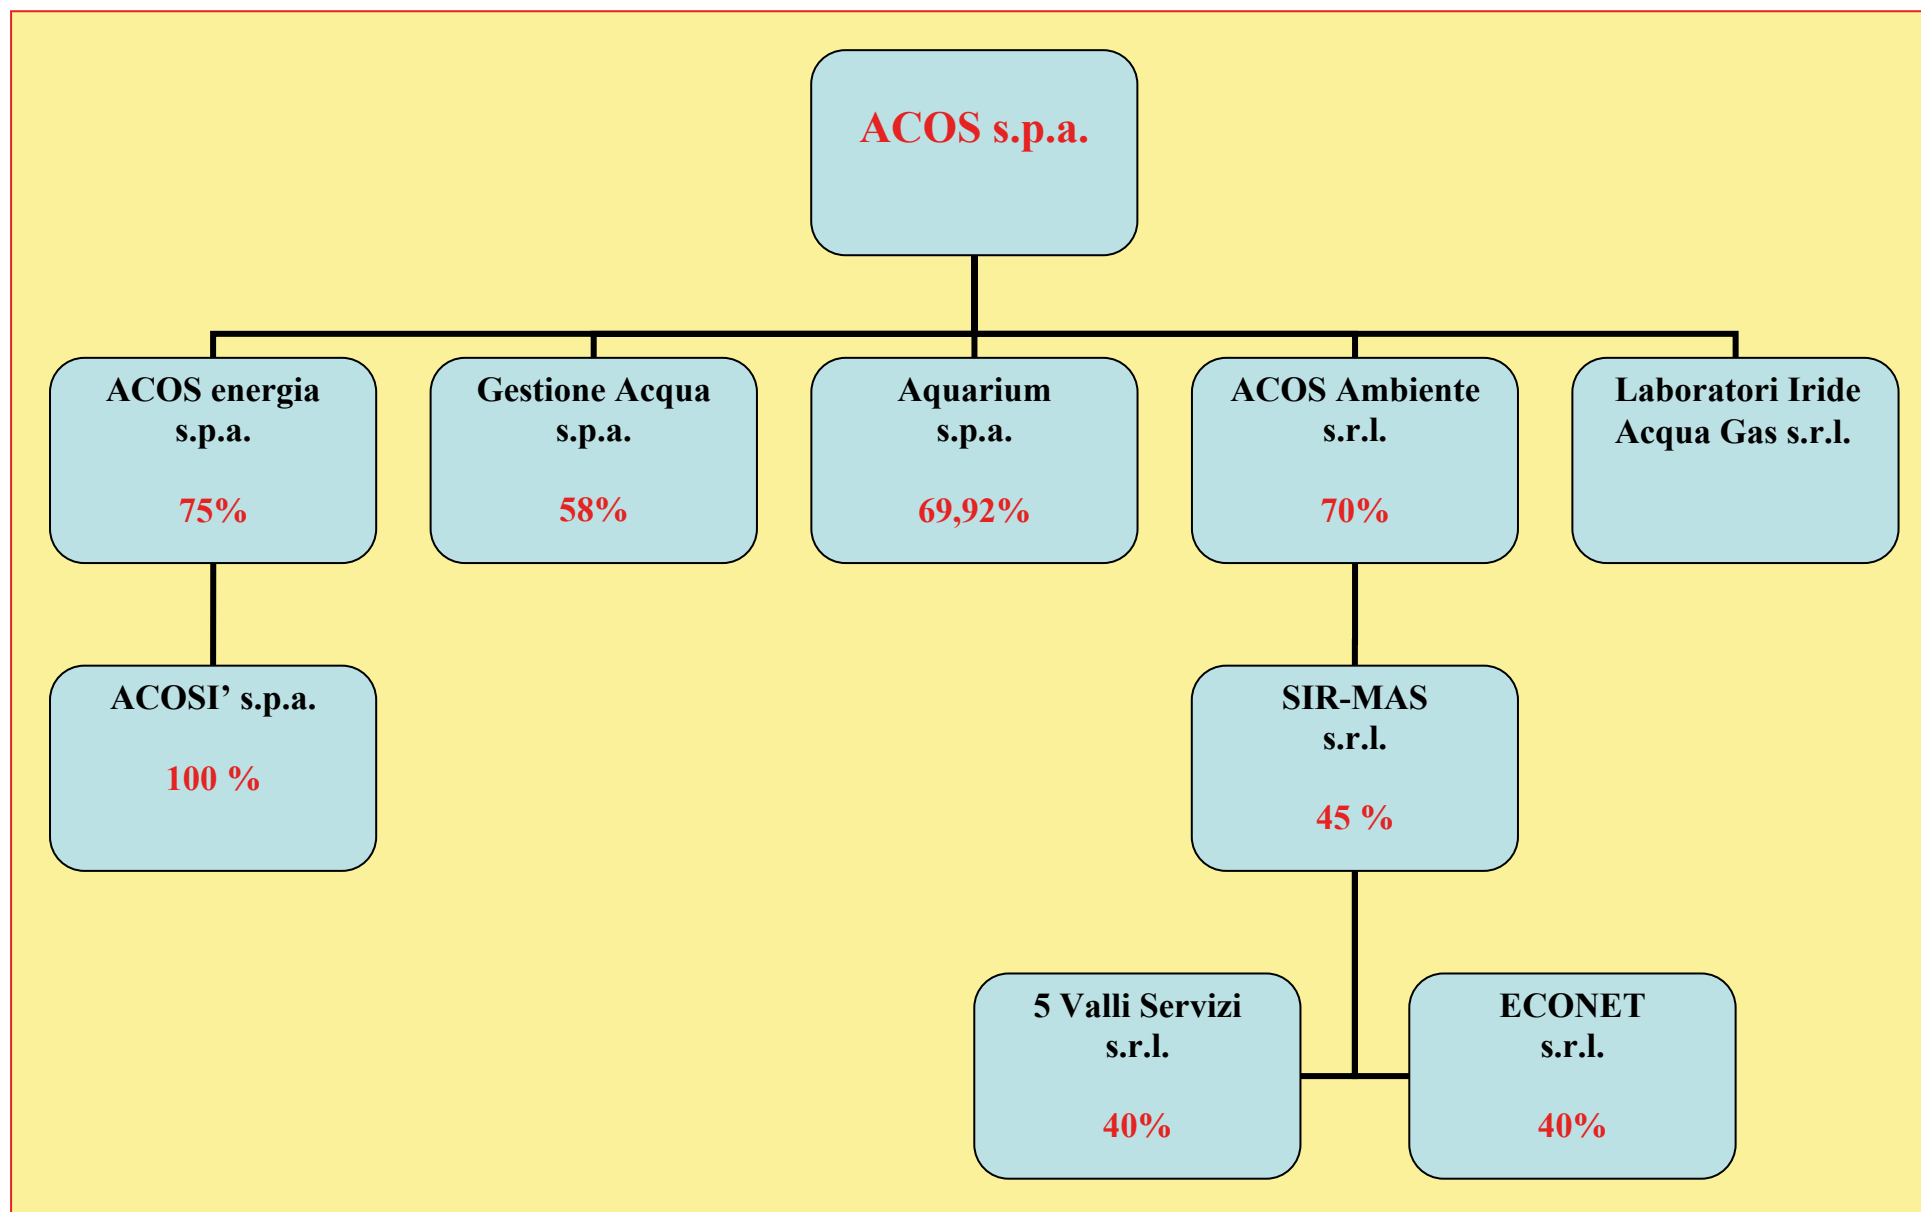 ACOS s.p.a.
ACOS energia
s.p.a.
75%
Gestione Acqua
s.p.a.
58%
Aquarium
s.p.a.
69,92%
ACOS Ambiente
s.r.l.
70%
Laboratori Iride
Acqua Gas s.r.l.
ACOSI’ s.p.a.
100 %
SIR-MAS
s.r.l.
45 %
5 Valli Servizi
s.r.l.
40%
ECONET
s.r.l.
40%